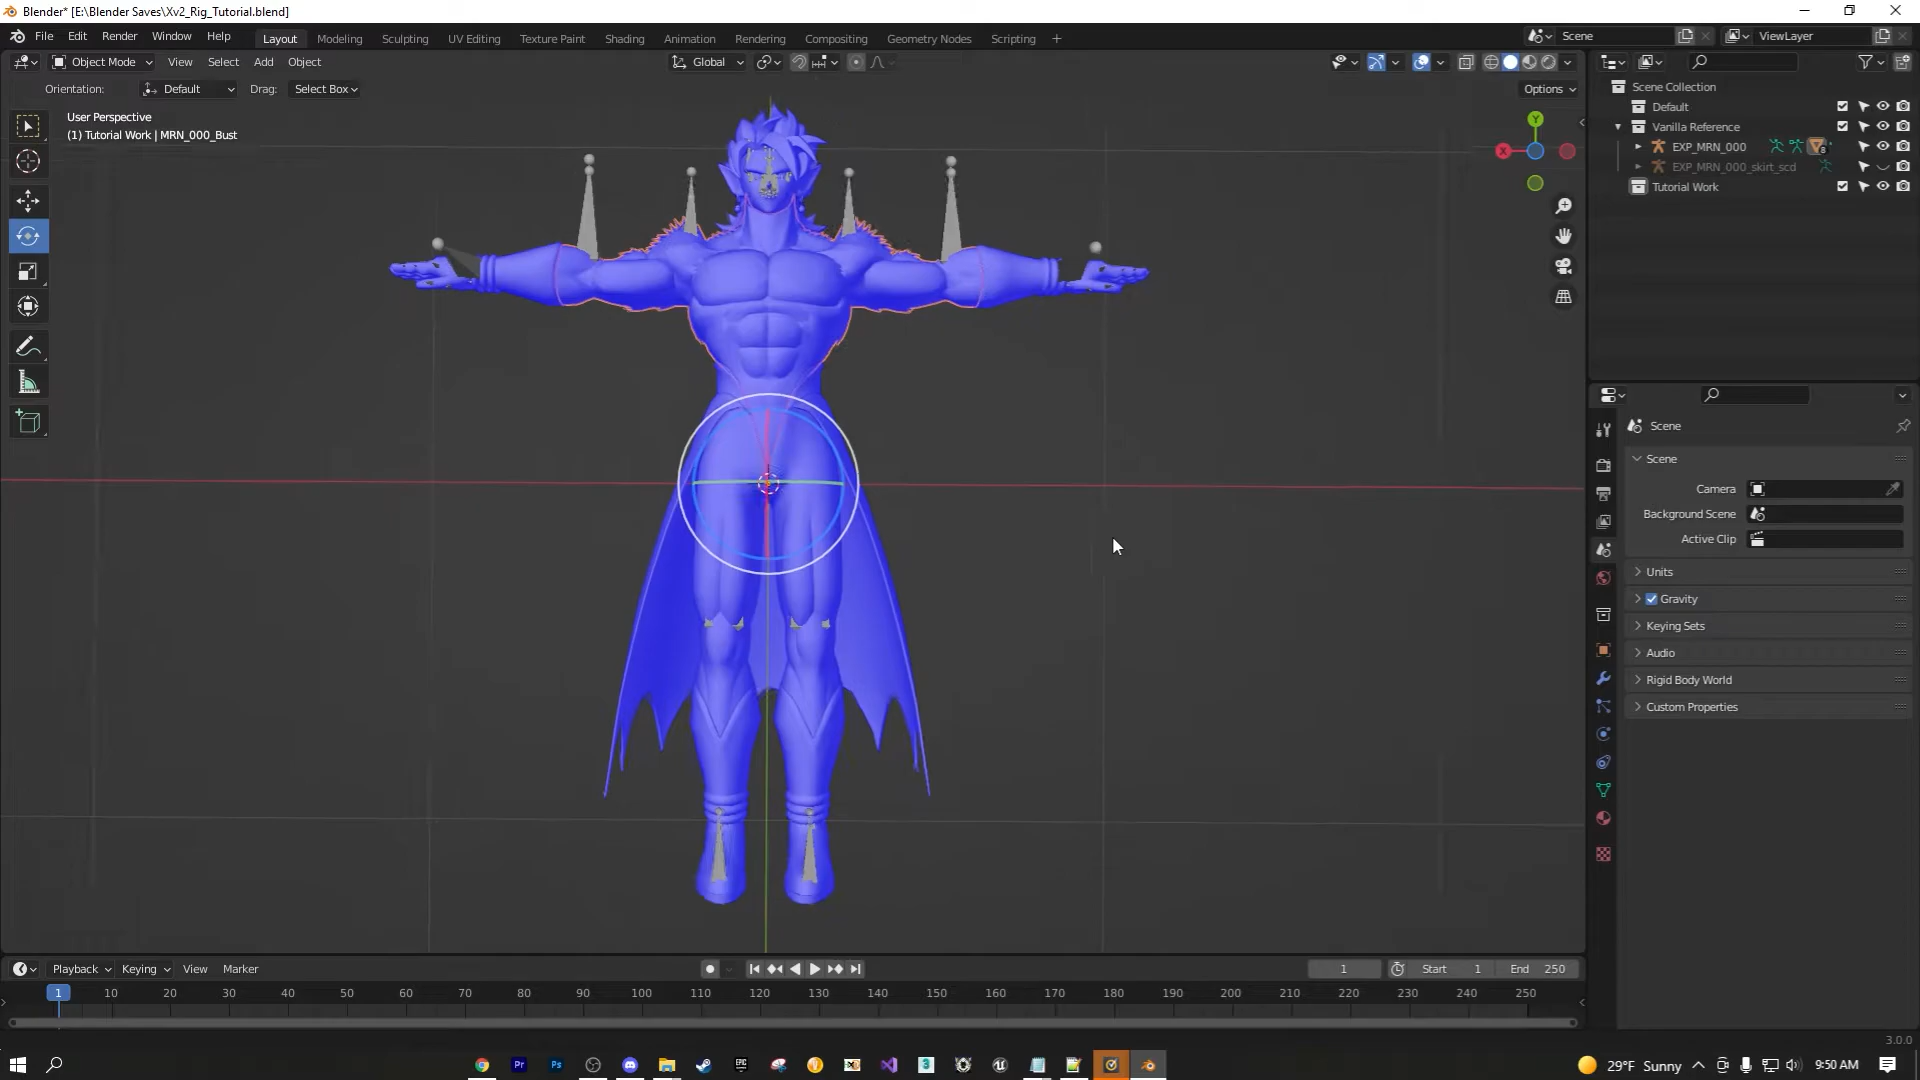 Blender* [E:\Blender Saves\Xv2_Rig_Tutorial.blend]
File Edit Render Window Help
Layout Modeling Sculpting UV Editing Texture Paint Shading Animation Rendering Compositing Geometry Nodes Scripting
Scene
ViewLayer
Object Mode View Select Add Object
Global
Orientation: Default Drag: Select Box
Options
User Perspective
(1) Tutorial Work | MRN_000_Bust
Y
X
Scene Collection
Default
Vanilla Reference
EXP_MRN_000
8
EXP_MRN_000_skirt_scd
Tutorial Work
Scene
Scene
Camera
Background Scene
Active Clip
Units
Gravity
Keying Sets
Audio
Rigid Body World
Custom Properties
Playback Keying View Marker
1 Start 1 End 250
1 10 20 30 40 50 60 70 80 90 100 110 120 130 140 150 160 170 180 190 200 210 220 230 240 250
3.0.0
29°F Sunny 9:50 AM